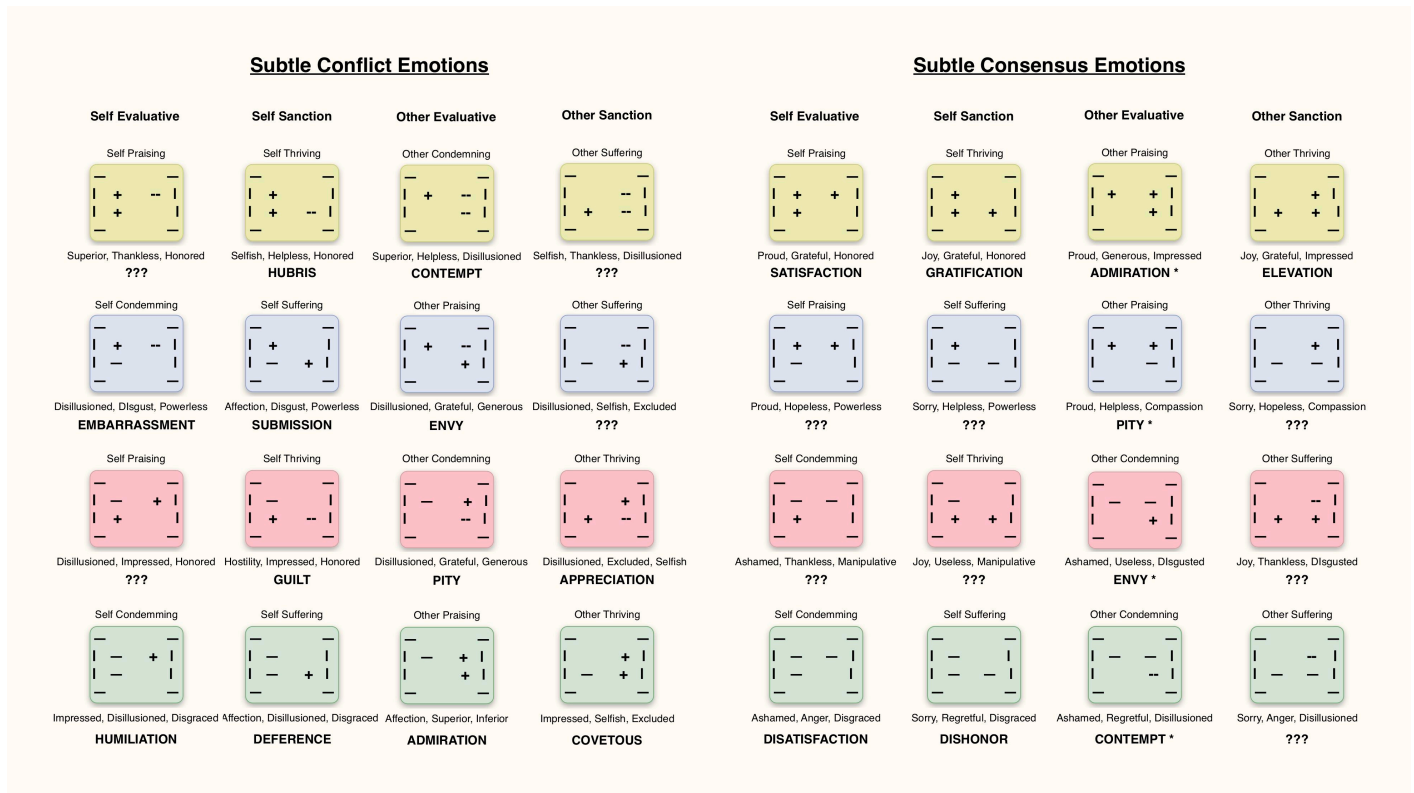 Subtle Conflict Emotions
Subtle Consensus Emotions
Self Evaluative Self Sanction Other Evaluative Other Sanction Self Evaluative Self Sanction Other Evaluative Other Sanction
Self Praising Self Thriving Other Condemning Other Suffering Self Praising Self Thriving Other Praising Other Thriving
Superior, Thankless, Honored Selfish, Helpless, Honored Superior, Helpless, Disillusioned Selfish, Thankless, Disillusioned Proud, Grateful, Honored Joy, Grateful, Honored Proud, Generous, Impressed Joy, Grateful, Impressed
??? HUBRIS CONTEMPT ??? SATISFACTION GRATIFICATION ADMIRATION * ELEVATION
Self Condemming Self Suffering Other Praising Other Suffering Self Praising Self Suffering Other Praising Other Thriving
Disillusioned, DIsgust, Powerless Affection, Disgust, Powerless Disillusioned, Grateful, Generous Disillusioned, Selfish, Excluded Proud, Hopeless, Powerless Sorry, Helpless, Powerless Proud, Helpless, Compassion Sorry, Hopeless, Compassion
EMBARRASSMENT SUBMISSION ENVY ??? ??? ??? PITY * ???
Self Praising Self Thriving Other Condemning Other Thriving Self Condemming Self Thriving Other Condemning Other Suffering
Disillusioned, Impressed, Honored Hostility, Impressed, Honored Disillusioned, Grateful, Generous Disillusioned, Excluded, Selfish Ashamed, Thankless, Manipulative Joy, Useless, Manipulative Ashamed, Useless, DIsgusted Joy, Thankless, DIsgusted
??? GUILT PITY APPRECIATION ??? ??? ENVY * ???
Self Condemming Self Suffering Other Praising Other Thriving Self Condemming Self Suffering Other Condemning Other Suffering
Impressed, Disillusioned, Disgraced Affection, Disillusioned, Disgraced Affection, Superior, Inferior Impressed, Selfish, Excluded Ashamed, Anger, Disgraced Sorry, Regretful, Disgraced Ashamed, Regretful, Disillusioned Sorry, Anger, Disillusioned
HUMILIATION DEFERENCE ADMIRATION COVETOUS DISATISFACTION DISHONOR CONTEMPT * ???